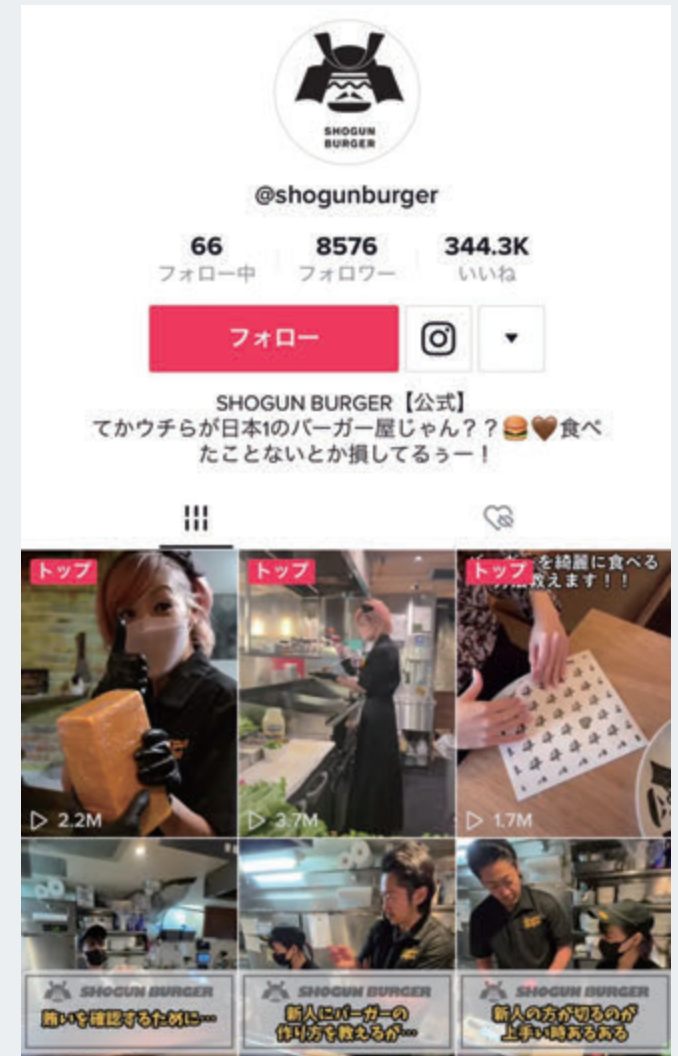 SHOGUN
BURGER
@shogunburger
66
フォロー中
8576
フォロワー
344.3K
いいね
フォロー
SHOGUN BURGER【公式】
てかウチらが日本1のバーガー屋じゃん??🍔🤎食べ
たことないとか損してるぅー!
トップ
トップ
トップ
を綺麗に食べる
教えます!!
2.2M
3.7M
1.7M
SHOGUN BURGER
賄いを確認するために…
SHOGUN BURGER
新人にバーガーの
作り方を教えるが…
SHOGUN BURGER
新人の方が切るのが
上手い時あるある